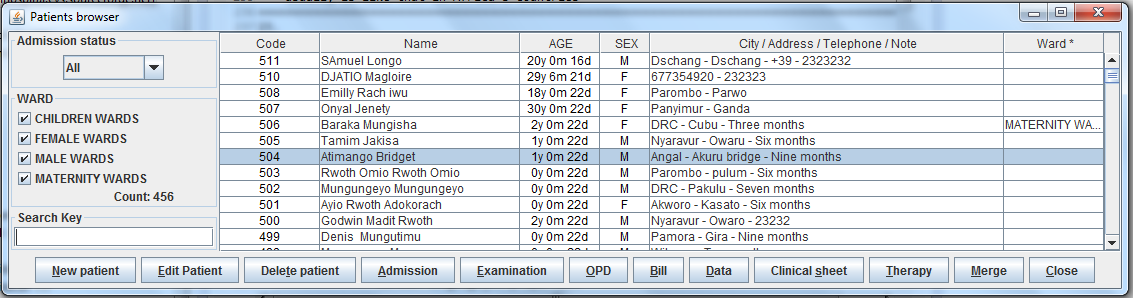 Patients browser
Admission status
All
WARD
CHILDREN WARDS
FEMALE WARDS
MALE WARDS
MATERNITY WARDS
Count: 456
Search Key
Code Name AGE SEX City / Address / Telephone / Note Ward *
511 SAmuel Longo 20y 0m 16d M Dschang - Dschang - +39 - 2323232
510 DJATIO Magloire 29y 6m 21d F 677354920 - 232323
508 Emilly Rach iwu 18y 0m 22d F Parombo - Parwo
507 Onyal Jenety 30y 0m 22d F Panyimur - Ganda
506 Baraka Mungisha 2y 0m 22d F DRC - Cubu - Three months MATERNITY WA...
505 Tamim Jakisa 1y 0m 22d M Nyaravur - Owaru - Six months
504 Atimango Bridget 1y 0m 22d M Angal - Akuru bridge - Nine months
503 Rwoth Omio Rwoth Omio 0y 0m 22d M Parombo - pulum - Six months
502 Mungungeyo Mungungeyo 0y 0m 22d M DRC - Pakulu - Seven months
501 Ayio Rwoth Adokorach 0y 0m 22d F Akworo - Kasato - Six months
500 Godwin Madit Rwoth 2y 0m 22d M Nyaravur - Owaro - 23232
499 Denis Mungutimu 0y 0m 22d M Pamora - Gira - Nine months
New patient Edit Patient Delete patient Admission Examination OPD Bill Data Clinical sheet Therapy Merge Close